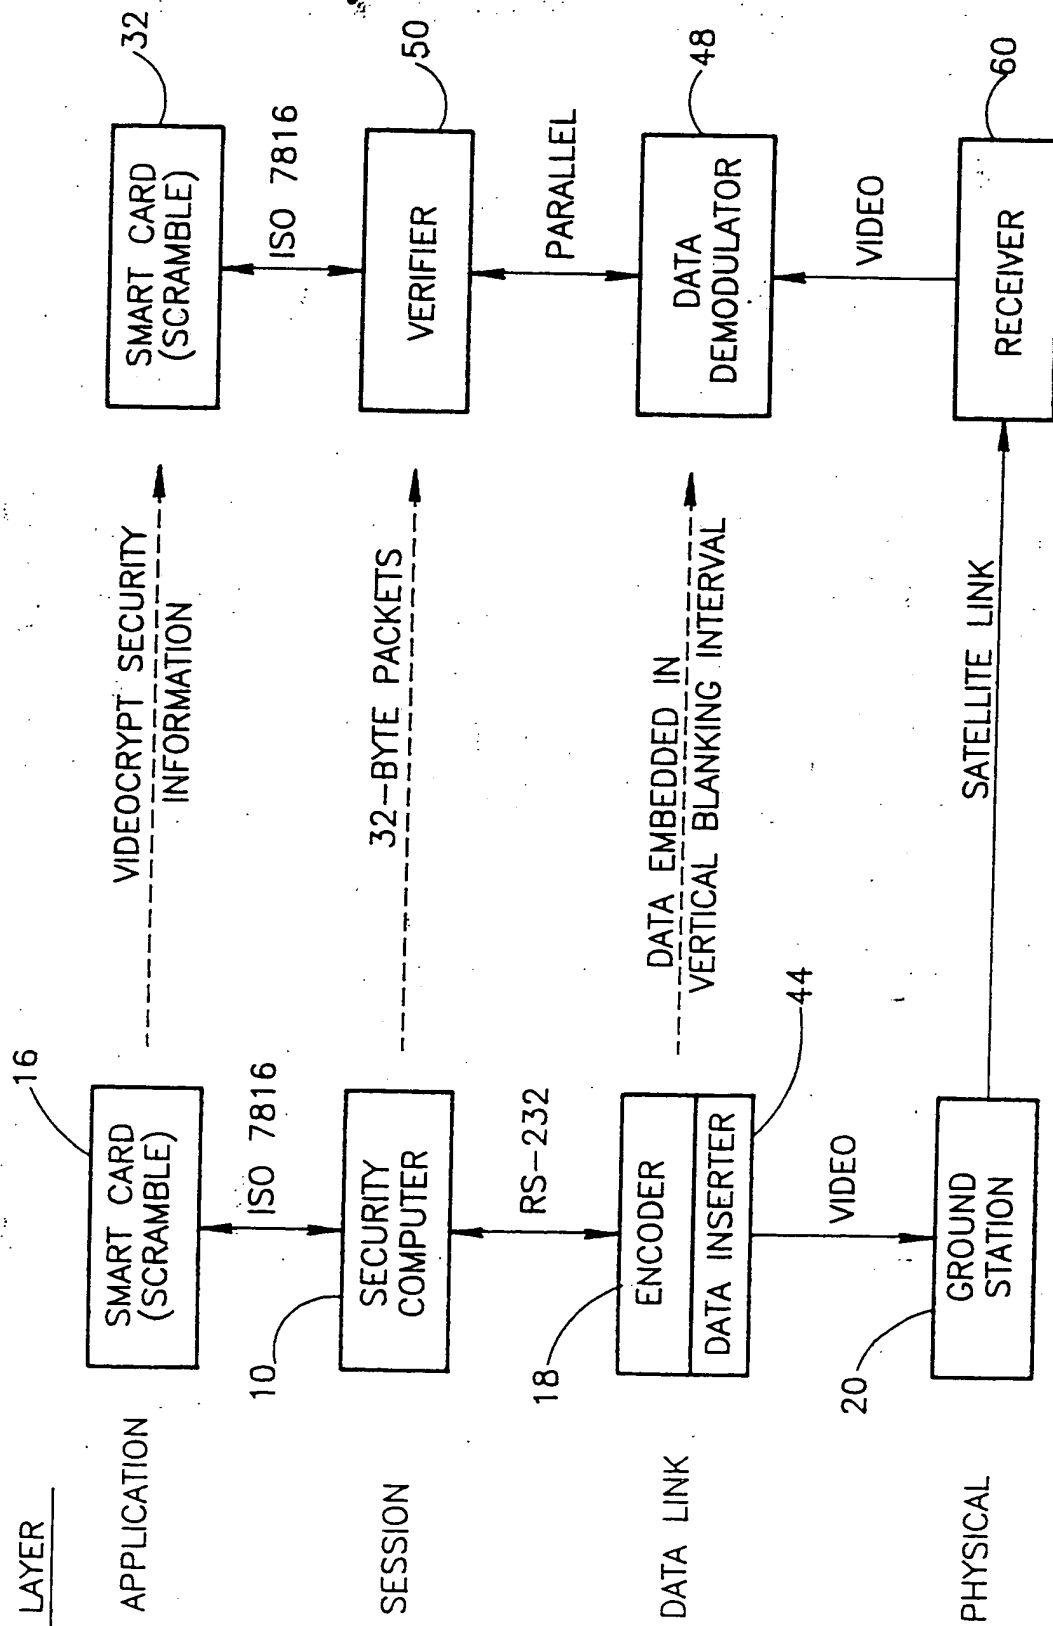 LAYER
APPLICATION
SMART CARD
(SCRAMBLE)
16
VIDEOCRYPT SECURITY
INFORMATION
SMART CARD
(SCRAMBLE)
32
ISO 7816
ISO 7816
SESSION
10
SECURITY
COMPUTER
32-BYTE PACKETS
VERIFIER
50
RS-232
PARALLEL
DATA LINK
18
ENCODER
DATA INSERTER
44
DATA EMBEDDED IN
VERTICAL BLANKING INTERVAL
DATA
DEMODULATOR
48
VIDEO
VIDEO
PHYSICAL
20
GROUND
STATION
SATELLITE LINK
RECEIVER
60